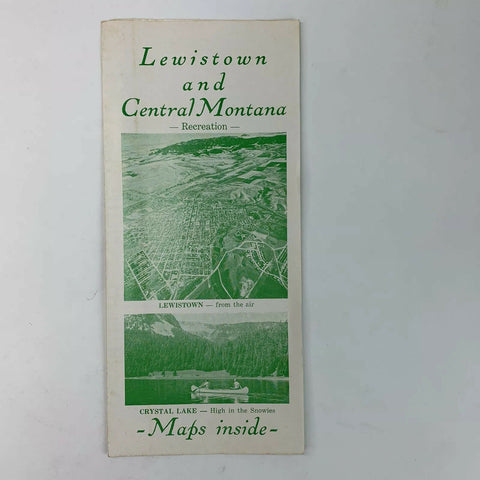 Lewistown
and
Central Montana
— Recreation —
LEWISTOWN — from the air
CRYSTAL LAKE — High in the Snowies
- Maps inside -